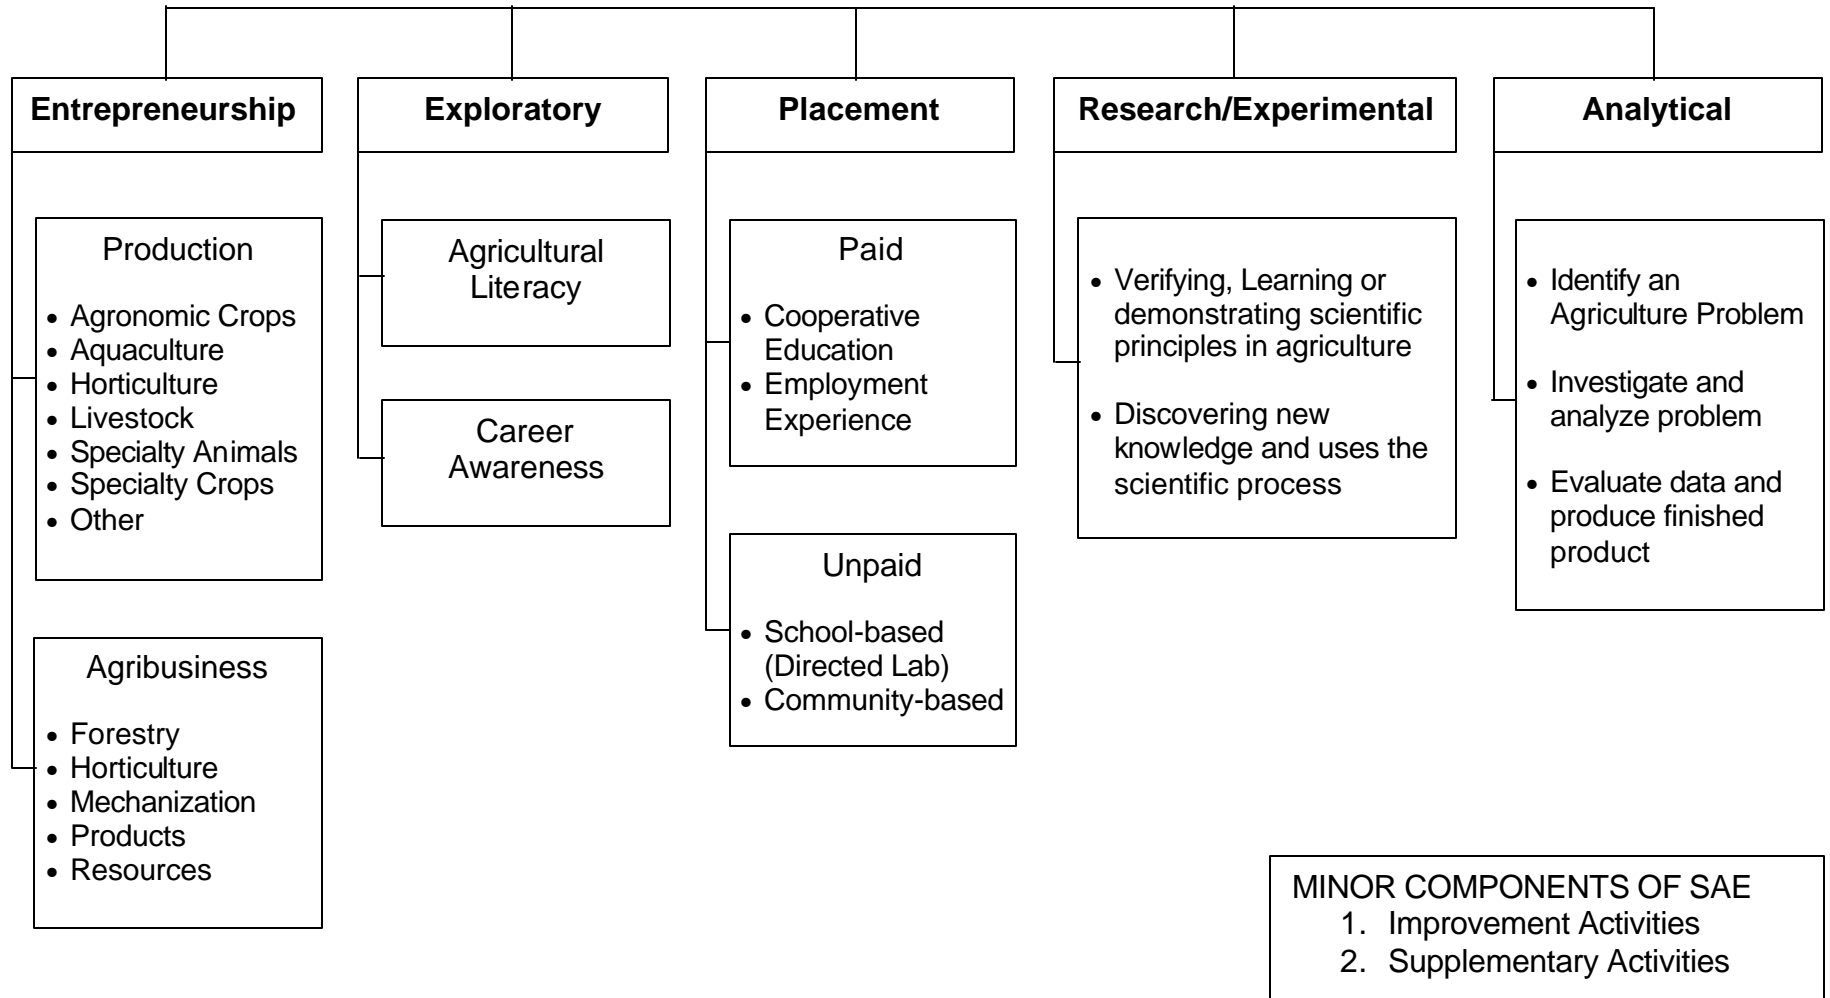 Entrepreneurship
Exploratory
Placement
Research/Experimental
Analytical
Production
• Agronomic Crops
• Aquaculture
• Horticulture
• Livestock
• Specialty Animals
• Specialty Crops
• Other
Agribusiness
• Forestry
• Horticulture
• Mechanization
• Products
• Resources
Agricultural
Literacy
Career
Awareness
Paid
• Cooperative
Education
• Employment
Experience
Unpaid
• School-based
(Directed Lab)
• Community-based
• Verifying, Learning or
demonstrating scientific
principles in agriculture
• Discovering new
knowledge and uses the
scientific process
• Identify an
Agriculture Problem
• Investigate and
analyze problem
• Evaluate data and
produce finished
product
MINOR COMPONENTS OF SAE
1. Improvement Activities
2. Supplementary Activities